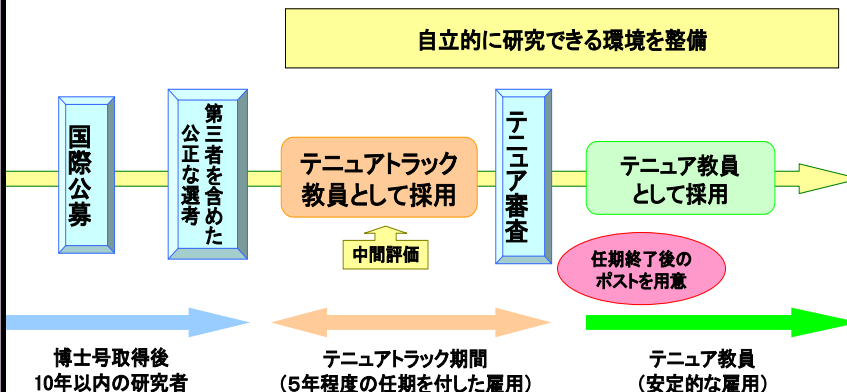 自立的に研究できる環境を整備
国際公募
第三者を含めた
公正な選考
テニュアトラック
教員として採用
中間評価
テニュア審査
テニュア教員
として採用
任期終了後の
ポストを用意
博士号取得後
10年以内の研究者
テニュアトラック期間
(5年程度の任期を付した雇用)
テニュア教員
(安定的な雇用)